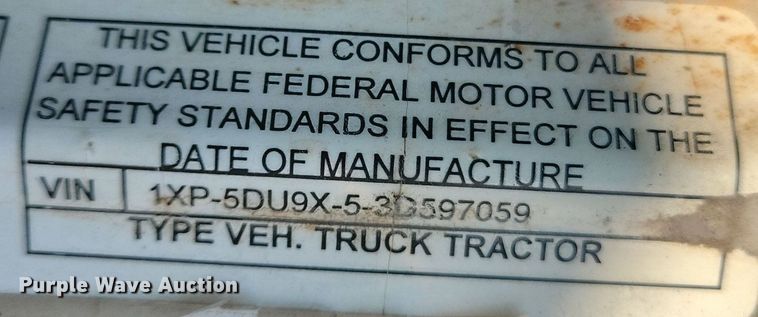 THIS VEHICLE CONFORMS TO ALL
APPLICABLE FEDERAL MOTOR VEHICLE
SAFETY STANDARDS IN EFFECT ON THE
DATE OF MANUFACTURE
VIN 1XP-5DU9X-5-3D597059
TYPE VEH. TRUCK TRACTOR
Purple Wave Auction